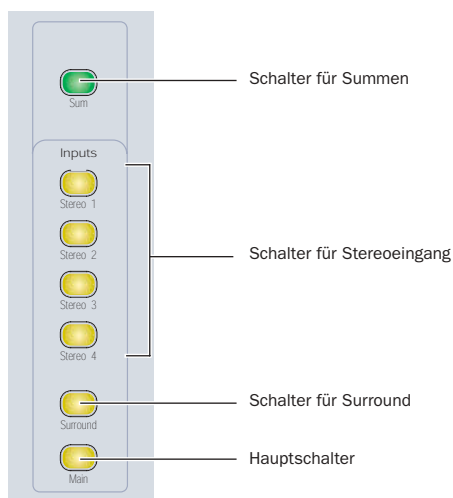 Sum
Schalter für Summen
Inputs
Stereo 1
Stereo 2
Stereo 3
Stereo 4
Schalter für Stereoeingang
Surround
Schalter für Surround
Main
Hauptschalter